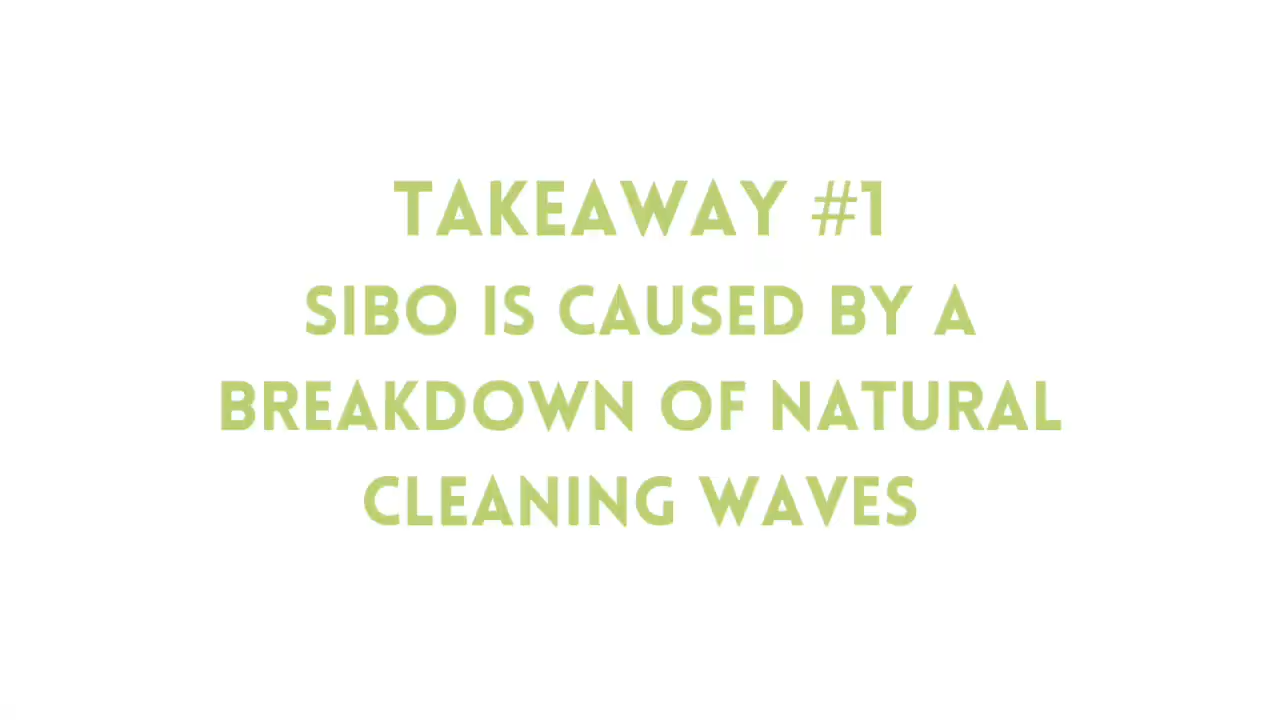 TAKEAWAY #1
SIBO IS CAUSED BY A
BREAKDOWN OF NATURAL
CLEANING WAVES